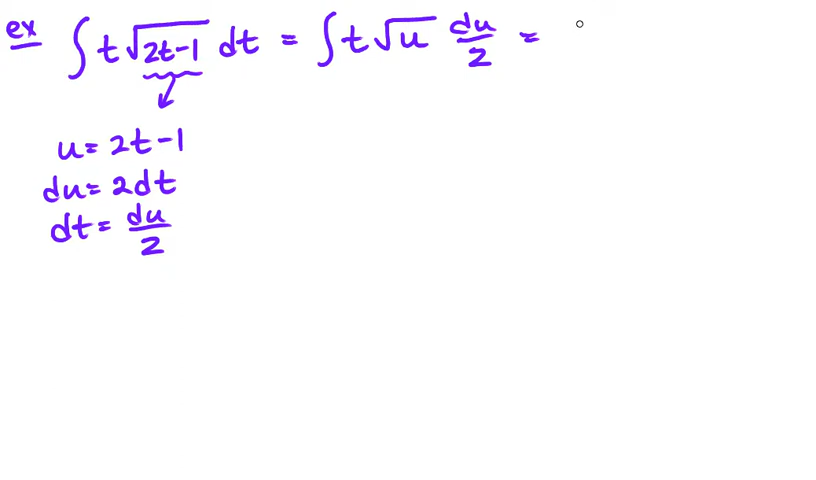 ex ∫ t √(2t-1) dt = ∫ t √u du/2 =
u = 2t - 1
du = 2dt
dt = du/2